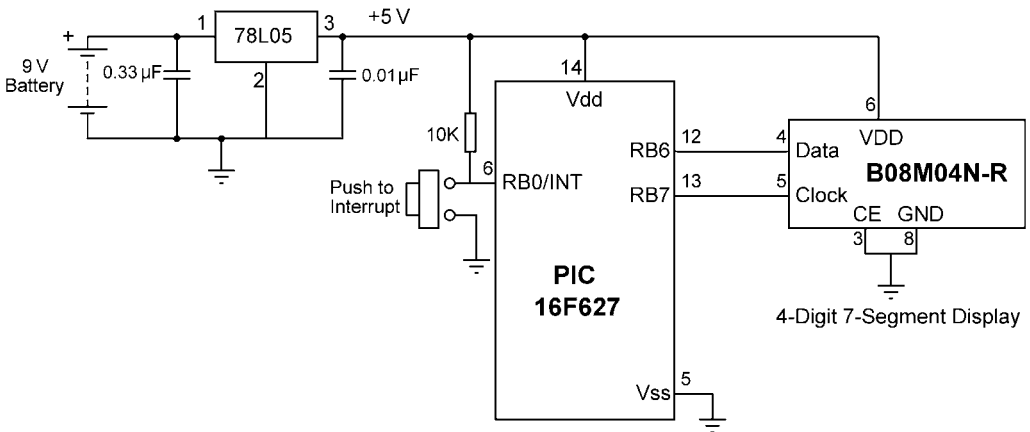 +5 V
1
78L05
3
+
9 V
Battery
0.33 µF
2
0.01 µF
14
Vdd
6
VDD
10K
RB6
12
4
Data
B08M04N-R
6
RB0/INT
RB7
13
5
Clock
Push to
Interrupt
CE
GND
3
8
PIC
16F627
4-Digit 7-Segment Display
Vss
5